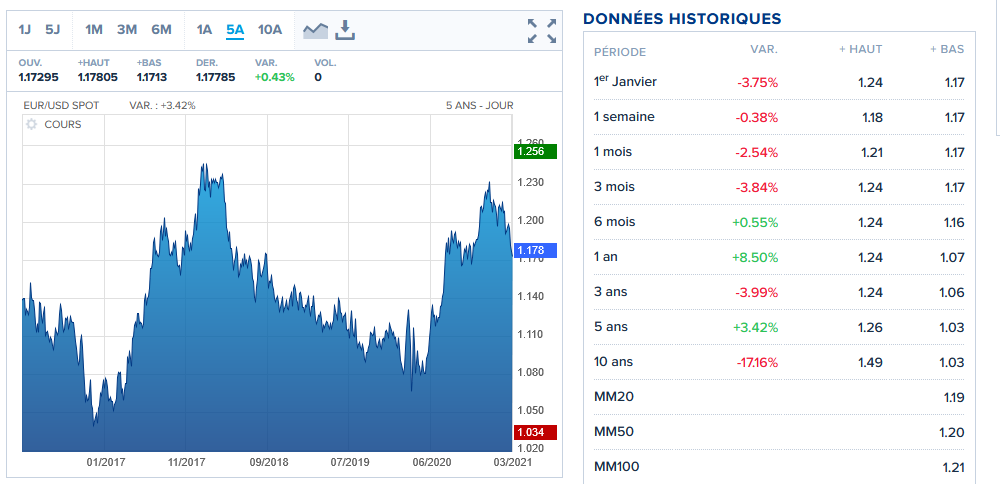 1J 5J 1M 3M 6M 1A 5A 10A
OUV. +HAUT +BAS DER. VAR. VOL.
1.17295 1.17805 1.1713 1.17785 +0.43% 0
EUR/USD SPOT VAR. : +3.42% 5 ANS - JOUR
COURS
1.260
1.256
1.230
1.200
1.178
1.170
1.140
1.110
1.080
1.050
1.034
1.020
01/2017 11/2017 09/2018 07/2019 06/2020 03/2021
DONNÉES HISTORIQUES
PÉRIODE VAR. + HAUT + BAS
1er Janvier -3.75% 1.24 1.17
1 semaine -0.38% 1.18 1.17
1 mois -2.54% 1.21 1.17
3 mois -3.84% 1.24 1.17
6 mois +0.55% 1.24 1.16
1 an +8.50% 1.24 1.07
3 ans -3.99% 1.24 1.06
5 ans +3.42% 1.26 1.03
10 ans -17.16% 1.49 1.03
MM20 1.19
MM50 1.20
MM100 1.21